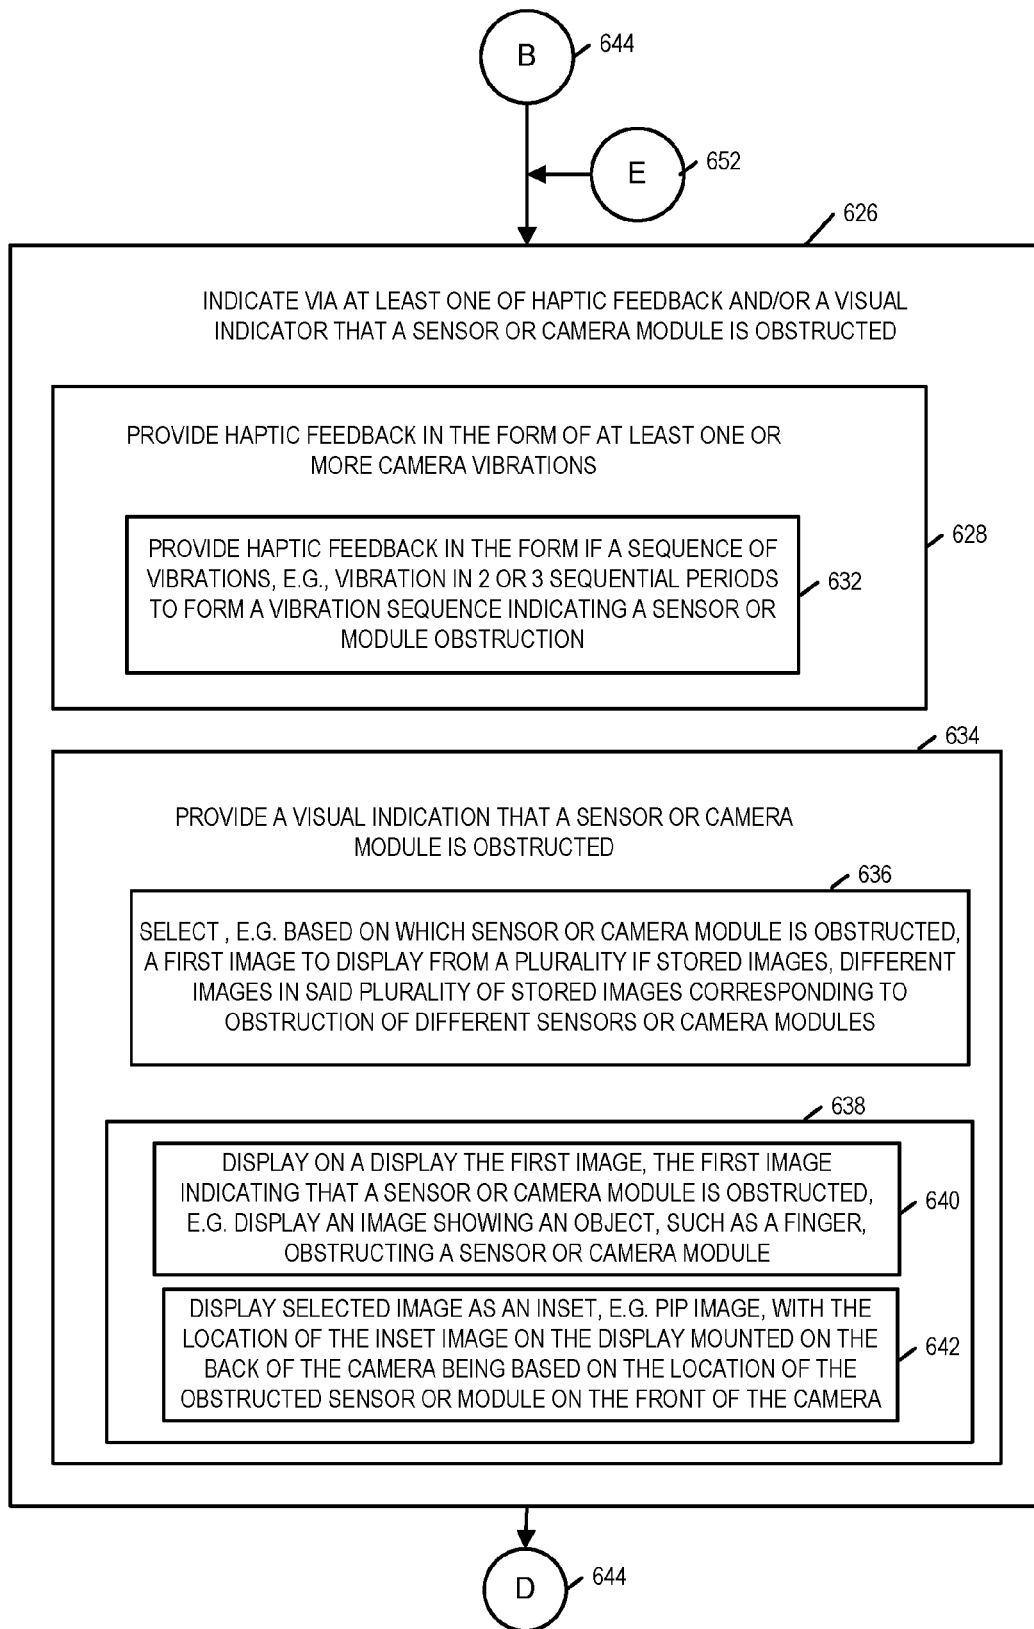 B
644
E
652
626
INDICATE VIA AT LEAST ONE OF HAPTIC FEEDBACK AND/OR A VISUAL
INDICATOR THAT A SENSOR OR CAMERA MODULE IS OBSTRUCTED
PROVIDE HAPTIC FEEDBACK IN THE FORM OF AT LEAST ONE OR
MORE CAMERA VIBRATIONS
628
PROVIDE HAPTIC FEEDBACK IN THE FORM IF A SEQUENCE OF
VIBRATIONS, E.G., VIBRATION IN 2 OR 3 SEQUENTIAL PERIODS
TO FORM A VIBRATION SEQUENCE INDICATING A SENSOR OR
MODULE OBSTRUCTION
632
634
PROVIDE A VISUAL INDICATION THAT A SENSOR OR CAMERA
MODULE IS OBSTRUCTED
636
SELECT , E.G. BASED ON WHICH SENSOR OR CAMERA MODULE IS OBSTRUCTED,
A FIRST IMAGE TO DISPLAY FROM A PLURALITY IF STORED IMAGES, DIFFERENT
IMAGES IN SAID PLURALITY OF STORED IMAGES CORRESPONDING TO
OBSTRUCTION OF DIFFERENT SENSORS OR CAMERA MODULES
638
DISPLAY ON A DISPLAY THE FIRST IMAGE, THE FIRST IMAGE
INDICATING THAT A SENSOR OR CAMERA MODULE IS OBSTRUCTED,
E.G. DISPLAY AN IMAGE SHOWING AN OBJECT, SUCH AS A FINGER,
OBSTRUCTING A SENSOR OR CAMERA MODULE
640
DISPLAY SELECTED IMAGE AS AN INSET, E.G. PIP IMAGE, WITH THE
LOCATION OF THE INSET IMAGE ON THE DISPLAY MOUNTED ON THE
BACK OF THE CAMERA BEING BASED ON THE LOCATION OF THE
OBSTRUCTED SENSOR OR MODULE ON THE FRONT OF THE CAMERA
642
D
644